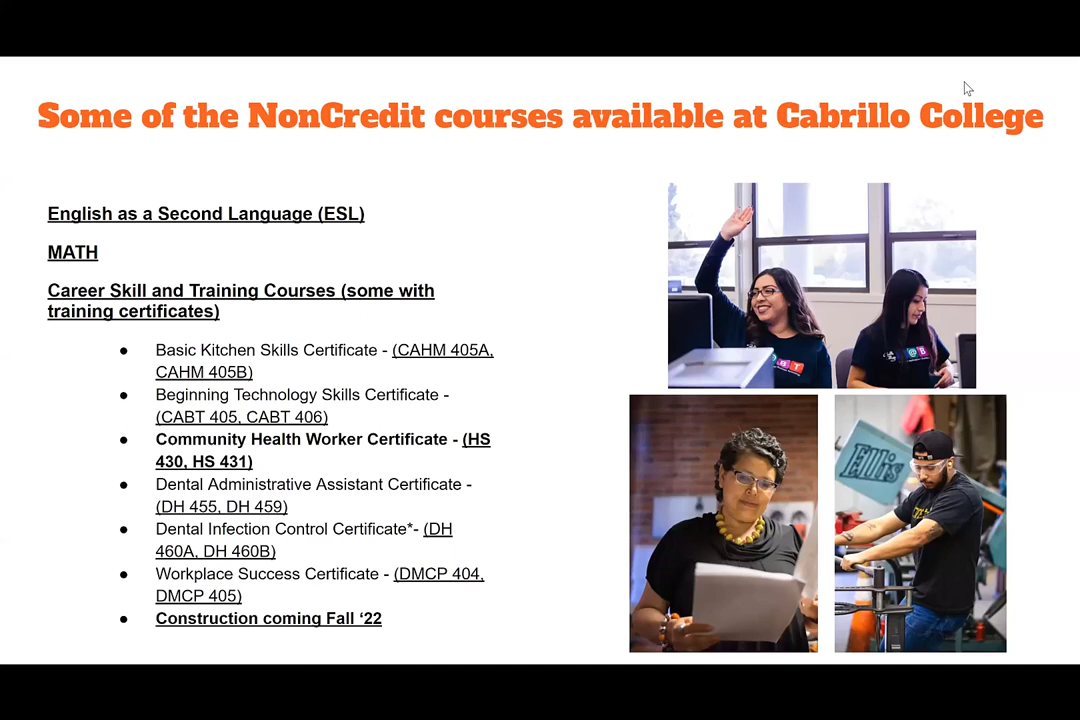 Some of the NonCredit courses available at Cabrillo College
English as a Second Language (ESL)
MATH
Career Skill and Training Courses (some with
training certificates)
● Basic Kitchen Skills Certificate - (CAHM 405A,
CAHM 405B)
● Beginning Technology Skills Certificate -
(CABT 405, CABT 406)
● Community Health Worker Certificate - (HS
430, HS 431)
● Dental Administrative Assistant Certificate -
(DH 455, DH 459)
● Dental Infection Control Certificate*- (DH
460A, DH 460B)
● Workplace Success Certificate - (DMCP 404,
DMCP 405)
● Construction coming Fall ‘22
Ellis